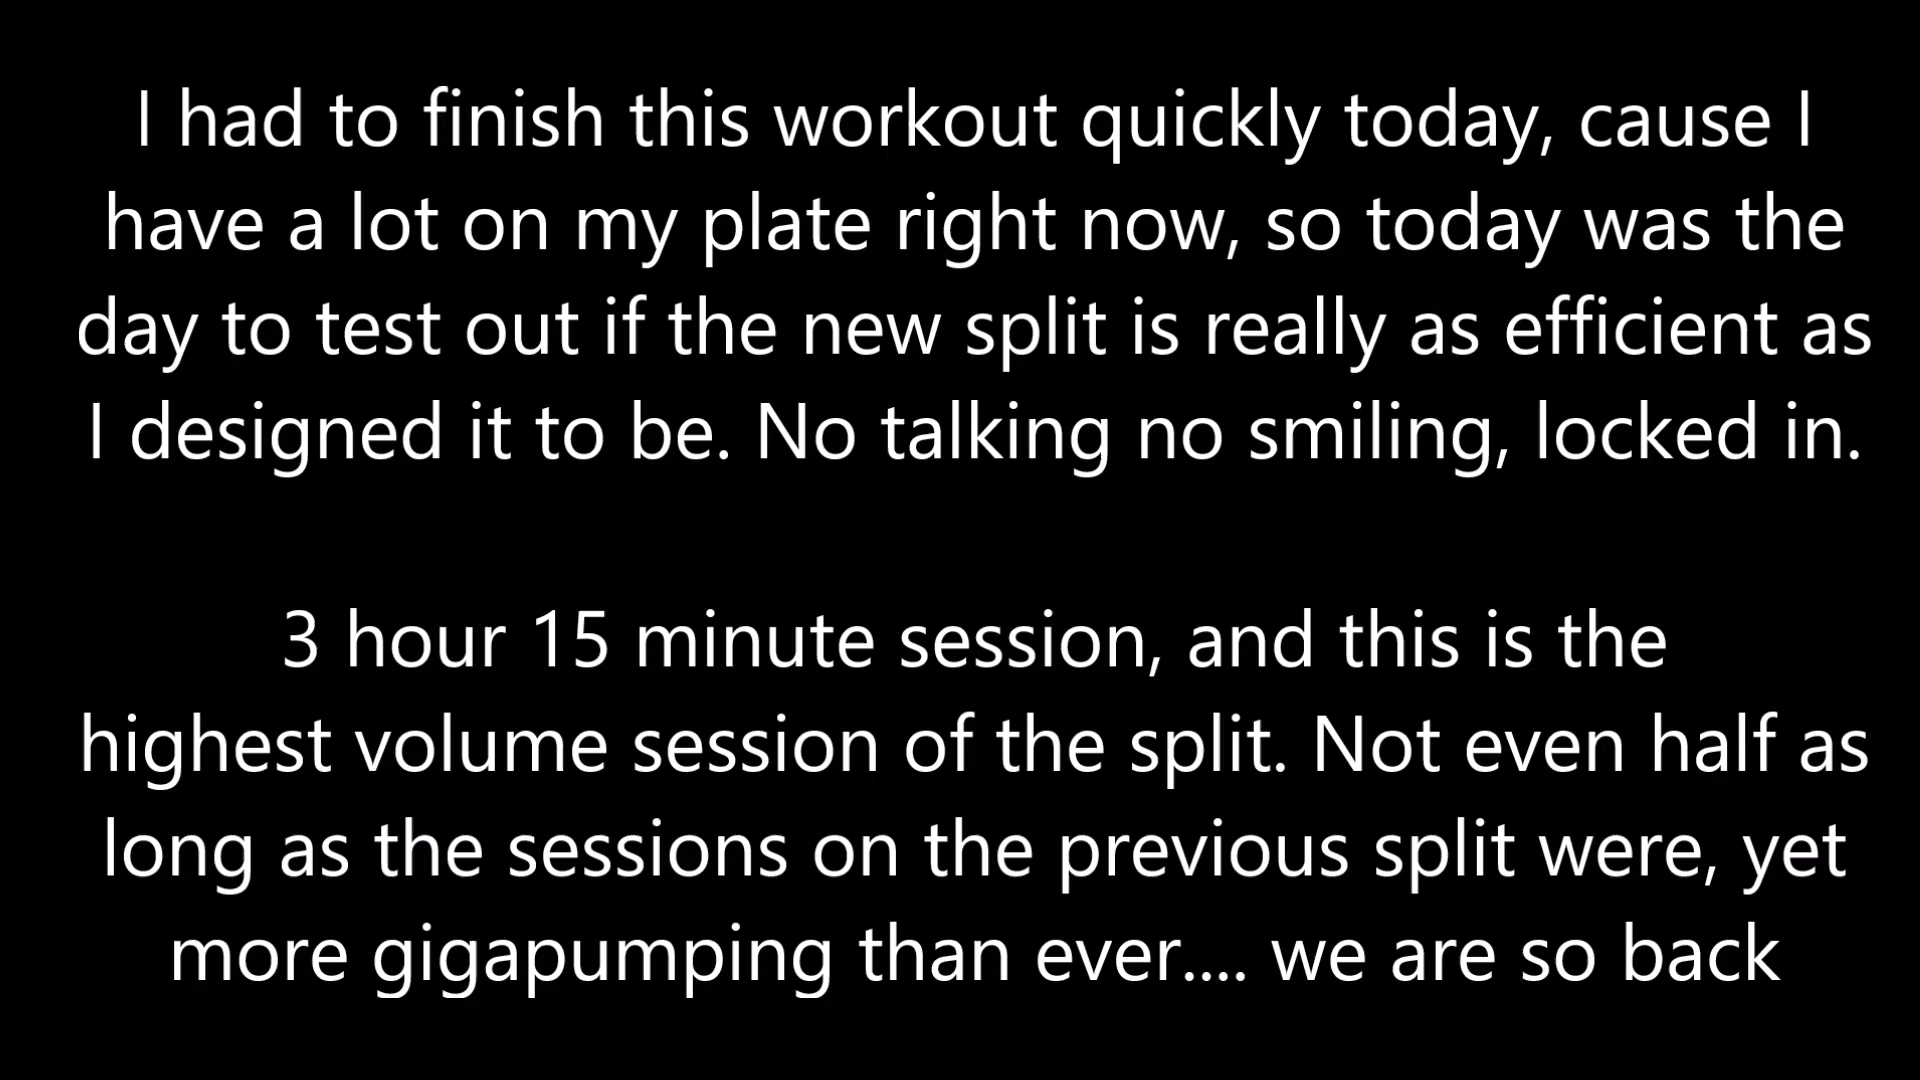 I had to finish this workout quickly today, cause I
have a lot on my plate right now, so today was the
day to test out if the new split is really as efficient as
I designed it to be. No talking no smiling, locked in.
3 hour 15 minute session, and this is the
highest volume session of the split. Not even half as
long as the sessions on the previous split were, yet
more gigapumping than ever.... we are so back